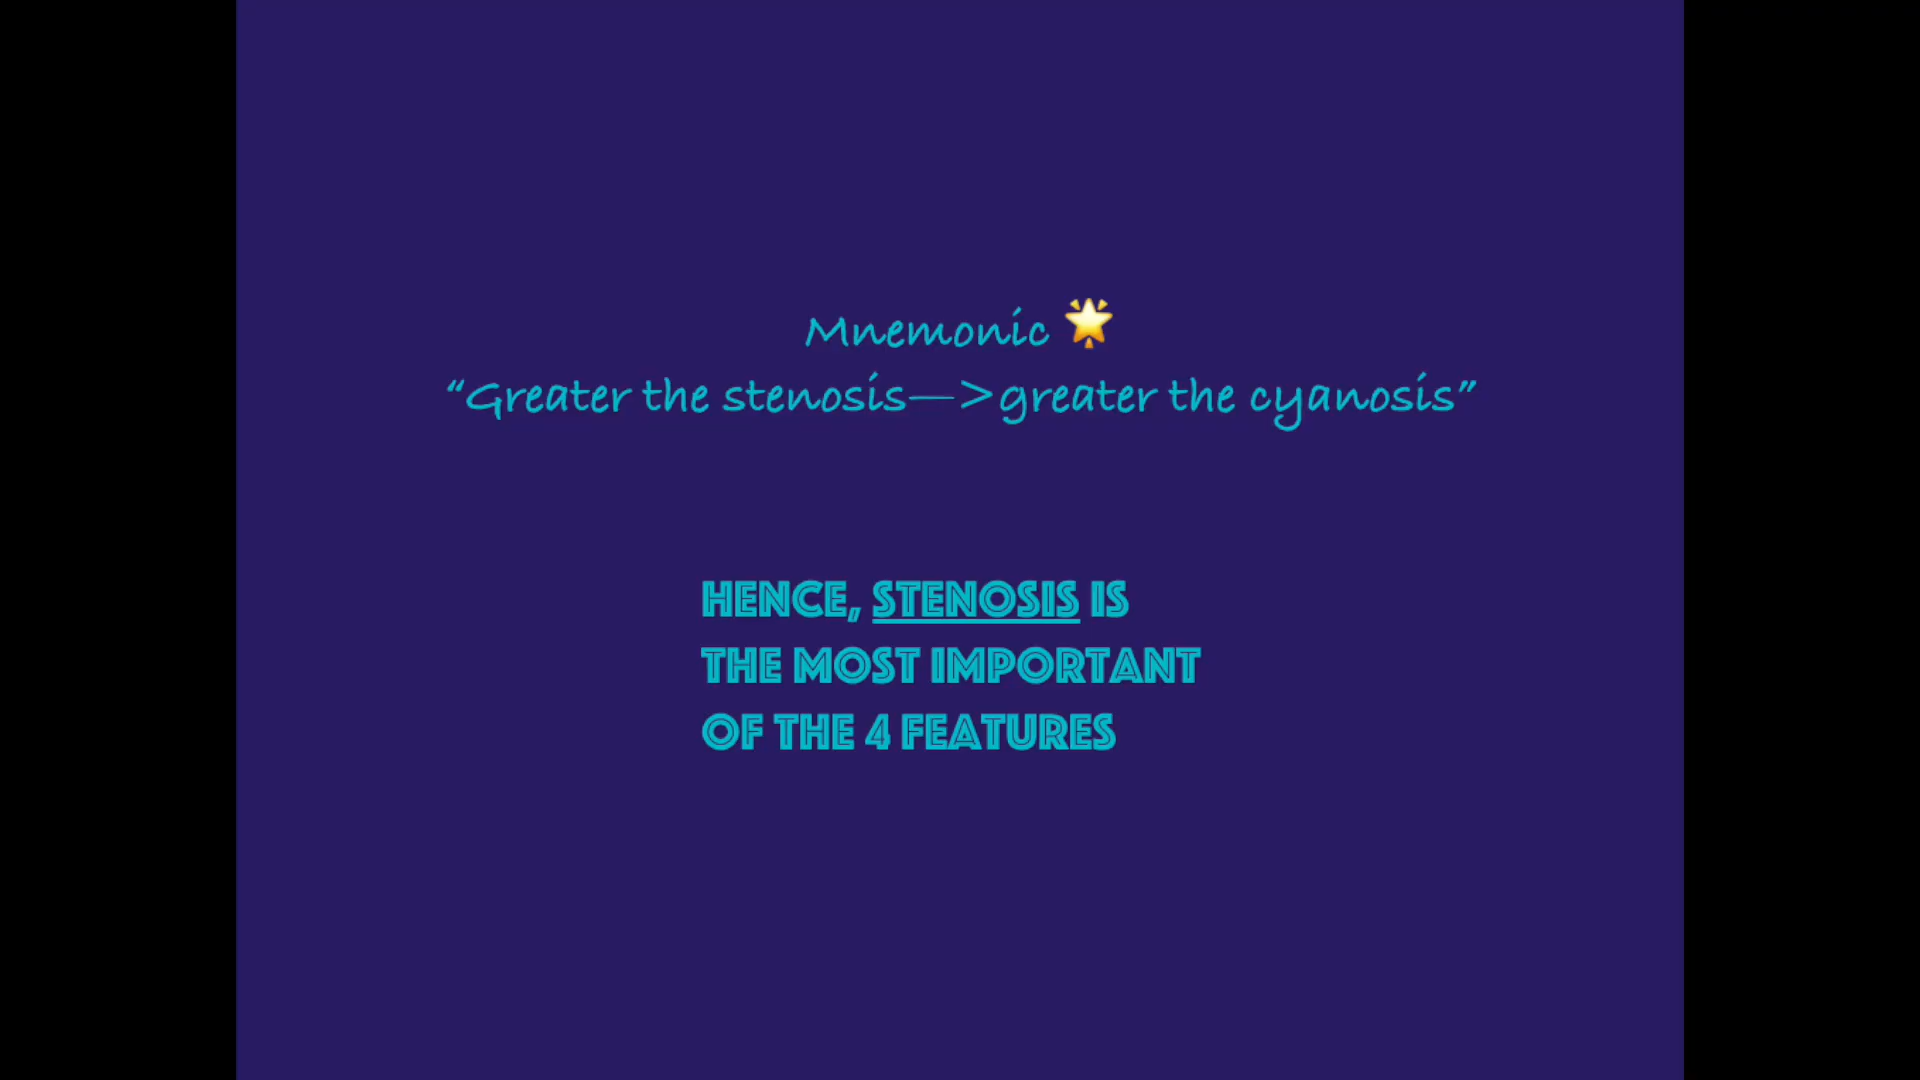 Mnemonic 🌟
“Greater the stenosis—>greater the cyanosis”
HENCE, STENOSIS IS
THE MOST IMPORTANT
OF THE 4 FEATURES